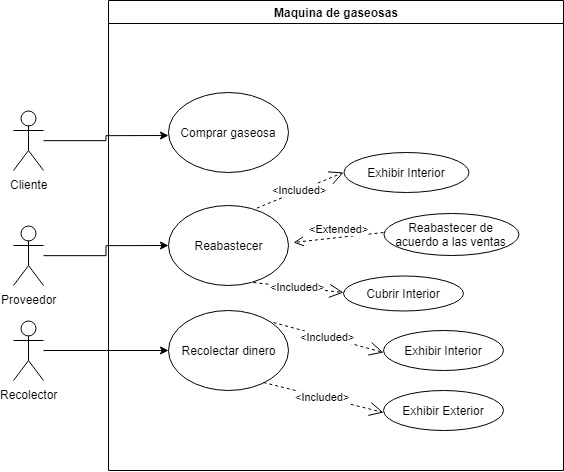 Maquina de gaseosas
Cliente
Comprar gaseosa
Exhibir Interior
<Included>
Proveedor
Reabastecer
<Extended>
Reabastecer de
acuerdo a las ventas
<Included>
Cubrir Interior
Recolector
Recolectar dinero
<Included>
Exhibir Interior
<Included>
Exhibir Exterior